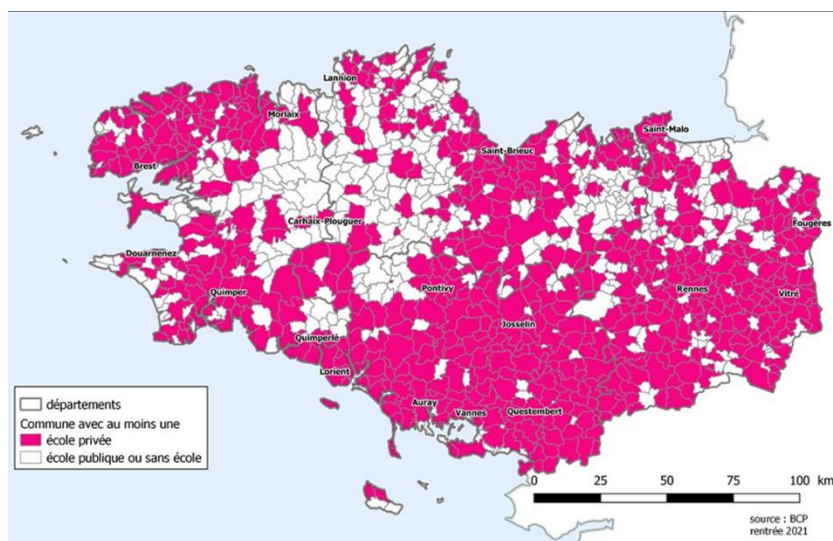 Lannion
Morlaix
Saint-Malo
Saint-Brieuc
Brest
Carhaix-Plouguer
Fougères
Douarnenez
Quimper
Pontivy
Rennes
Vitré
Josselin
Quimperlé
Lorient
Auray
Vannes
Questembert
départements
Commune avec au moins une
école privée
école publique ou sans école
0 25 50 75 100 km
source : BCP
rentrée 2021